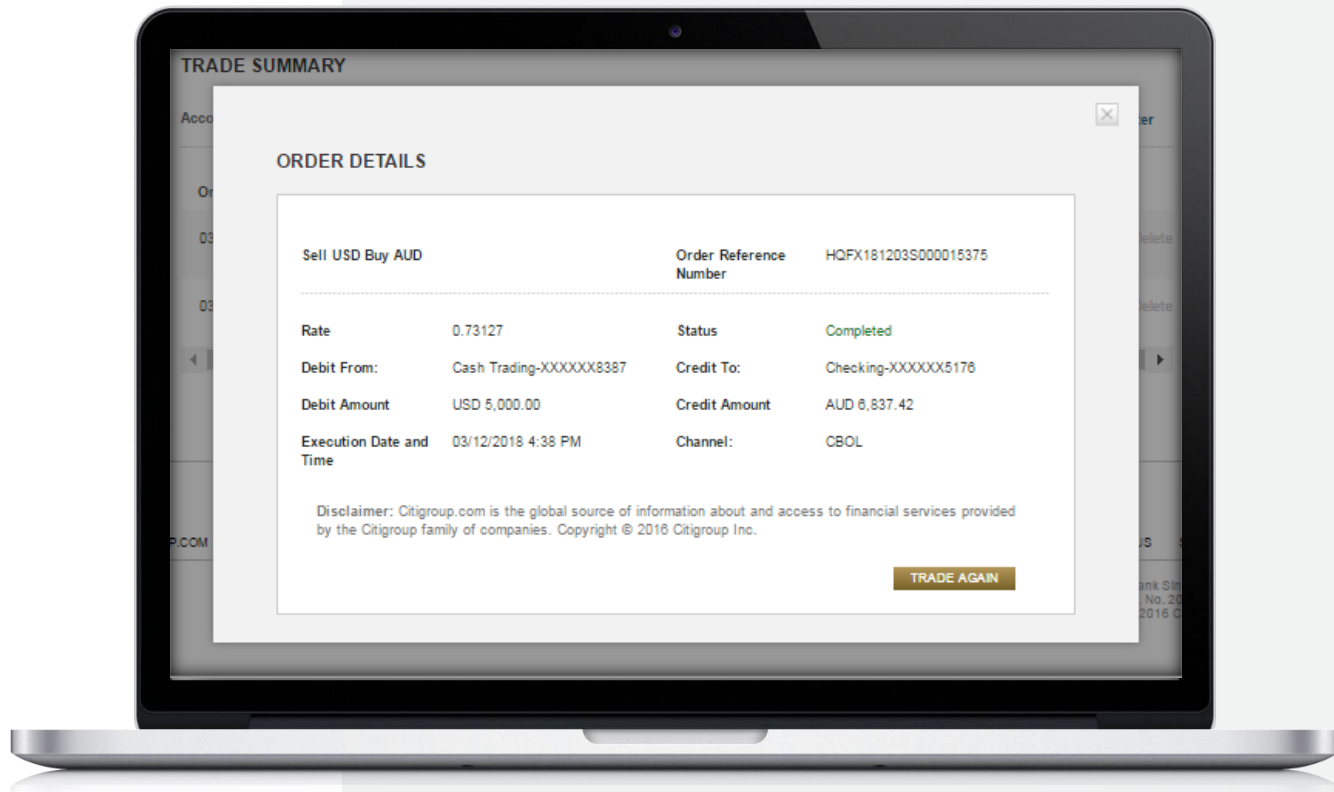 TRADE SUMMARY
ORDER DETAILS
Sell USD Buy AUD Order Reference Number HQFX181203S000015375
Rate 0.73127 Status Completed
Debit From: Cash Trading-XXXXXX8387 Credit To: Checking-XXXXXX5176
Debit Amount USD 5,000.00 Credit Amount AUD 6,837.42
Execution Date and Time 03/12/2018 4:38 PM Channel: CBOL
Disclaimer: Citigroup.com is the global source of information about and access to financial services provided
by the Citigroup family of companies. Copyright © 2016 Citigroup Inc.
TRADE AGAIN